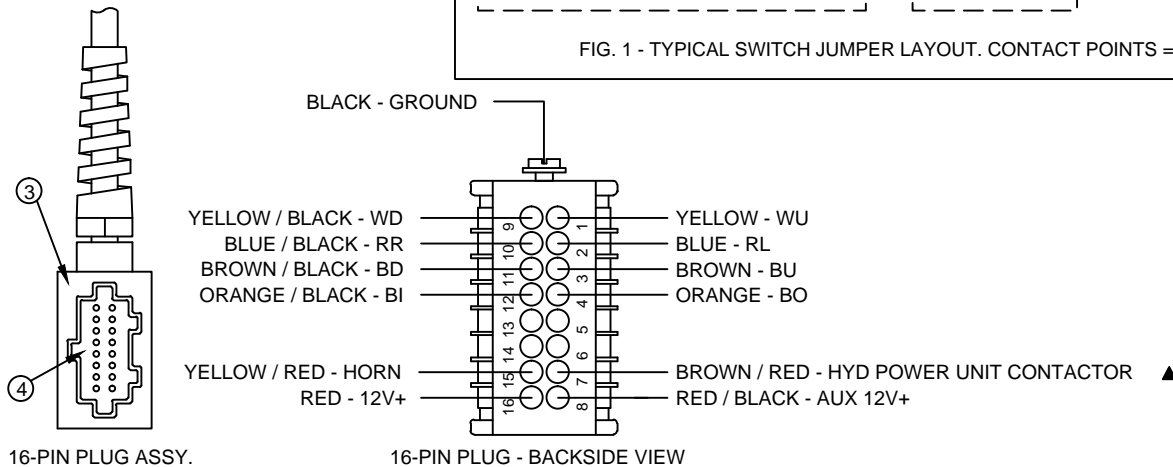 FIG. 1 - TYPICAL SWITCH JUMPER LAYOUT. CONTACT POINTS =
BLACK - GROUND
3
4
YELLOW / BLACK - WD
BLUE / BLACK - RR
BROWN / BLACK - BD
ORANGE / BLACK - BI
YELLOW / RED - HORN
RED - 12V+
9 1
10 2
11 3
12 4
13 5
14 6
15 7
16 8
YELLOW - WU
BLUE - RL
BROWN - BU
ORANGE - BO
BROWN / RED - HYD POWER UNIT CONTACTOR
RED / BLACK - AUX 12V+
16-PIN PLUG ASSY.
16-PIN PLUG - BACKSIDE VIEW